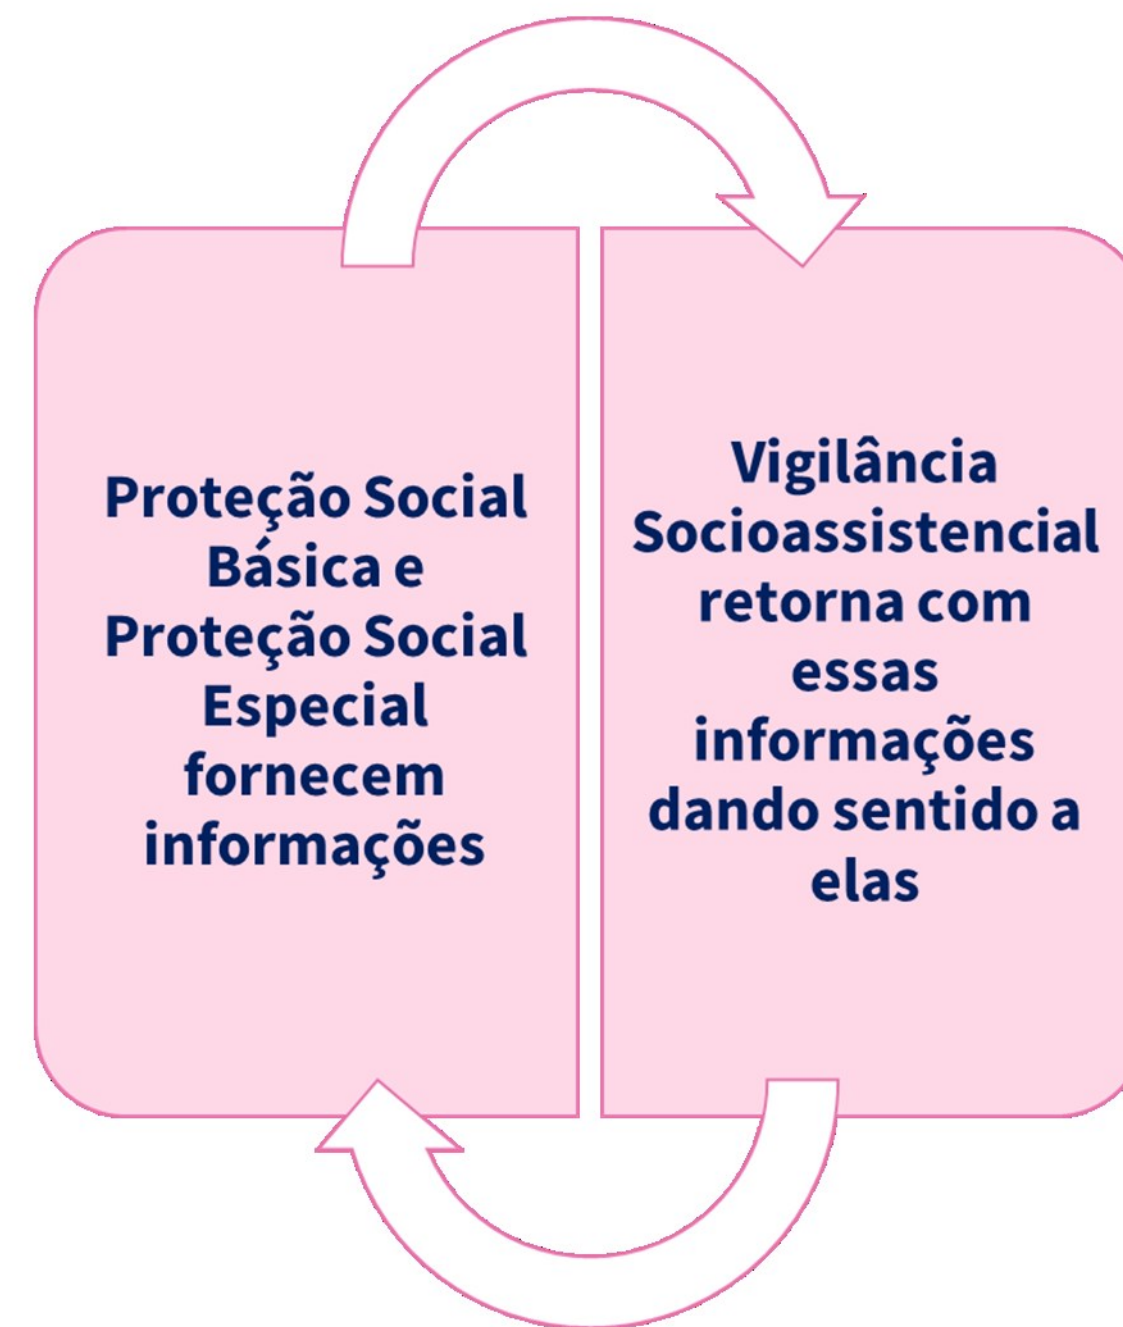 Proteção Social
Básica e
Proteção Social
Especial
fornecem
informações
Vigilância
Socioassistencial
retorna com
essas
informações
dando sentido a
elas